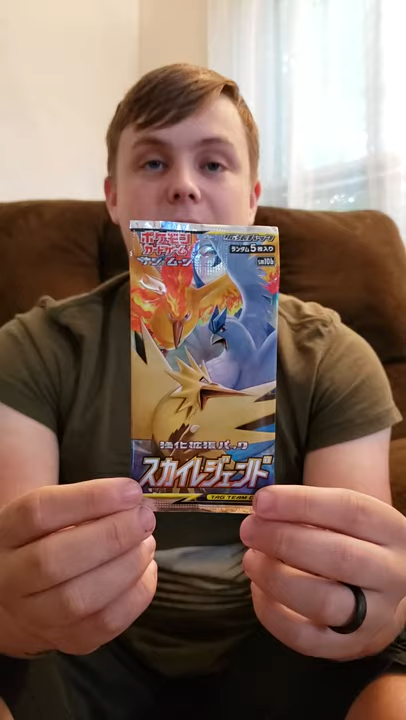 ポケモン
カードゲーム
サン&ムーン
ランダム5枚入り
SM10b
強化拡張パック
スカイレジェンド
TAG TEAM G